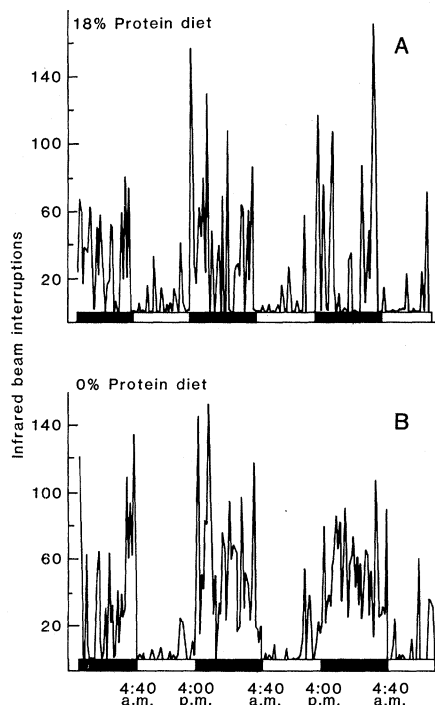 18% Protein diet
A
140
100
60
20
Infrared beam interruptions
0% Protein diet
B
140
100
60
20
4:40 4:00 4:40 4:00 4:40
a.m. p.m. a.m. p.m. a.m.